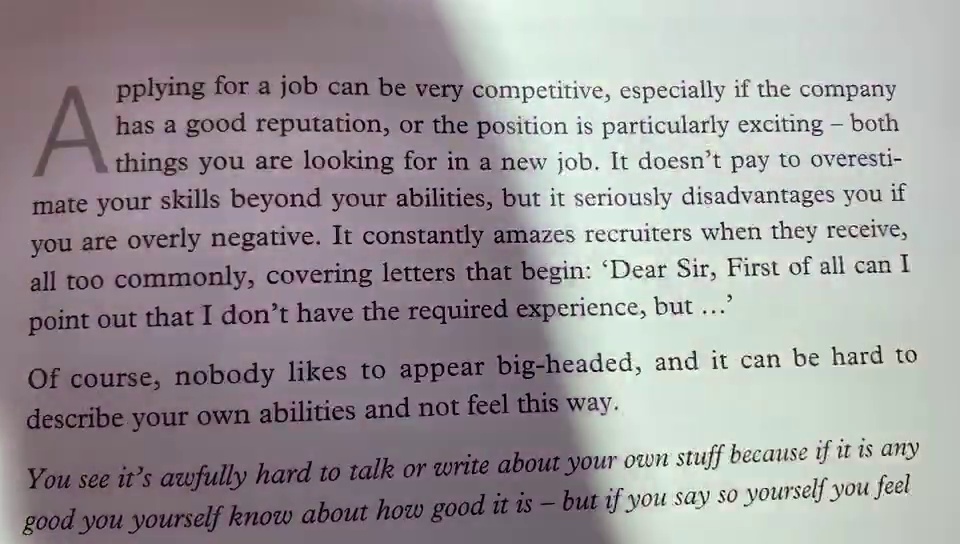 Applying for a job can be very competitive, especially if the company
has a good reputation, or the position is particularly exciting – both
things you are looking for in a new job. It doesn’t pay to overesti-
mate your skills beyond your abilities, but it seriously disadvantages you if
you are overly negative. It constantly amazes recruiters when they receive,
all too commonly, covering letters that begin: ‘Dear Sir, First of all can I
point out that I don’t have the required experience, but …’
Of course, nobody likes to appear big-headed, and it can be hard to
describe your own abilities and not feel this way.
You see it’s awfully hard to talk or write about your own stuff because if it is any
good you yourself know about how good it is – but if you say so yourself you feel